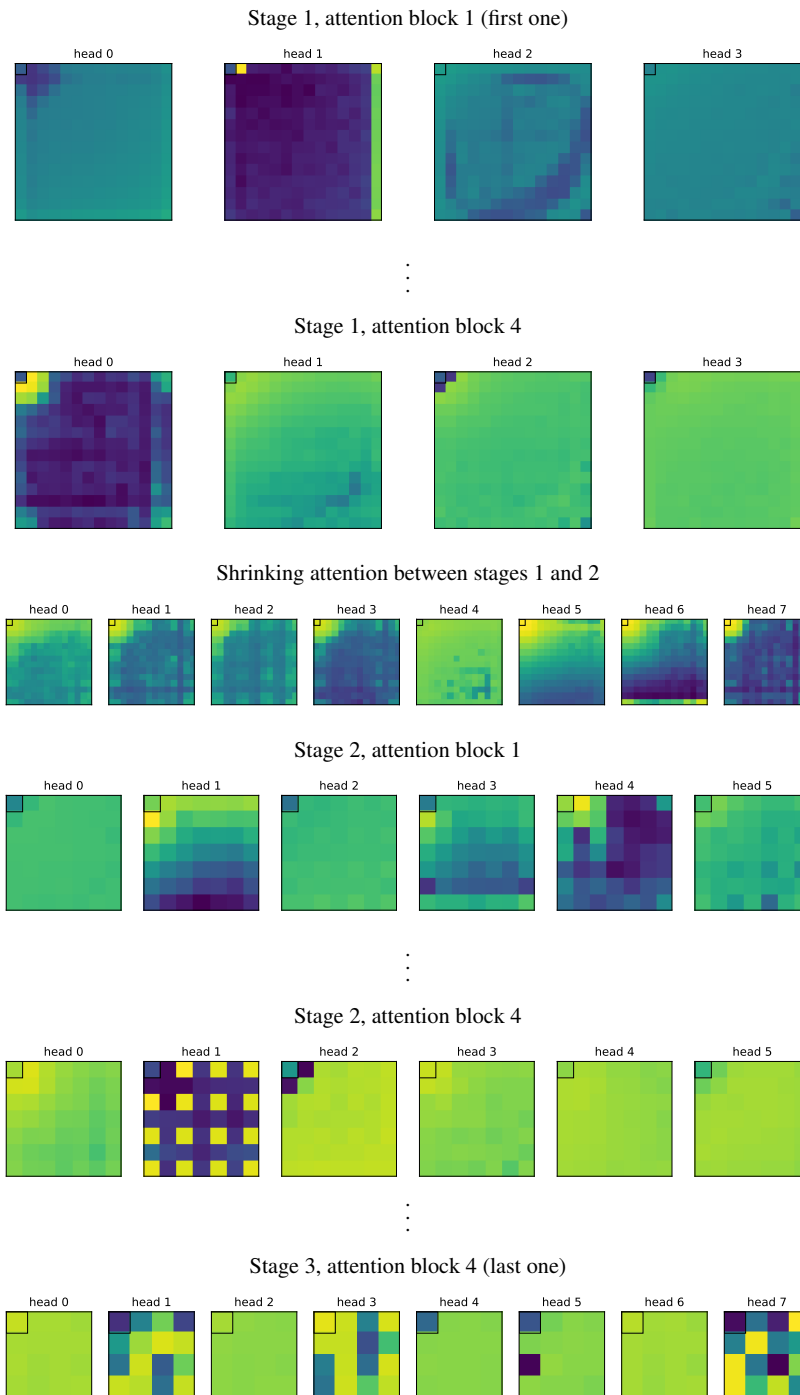 Stage 1, attention block 1 (first one)
head 0 head 1 head 2 head 3
Stage 1, attention block 4
head 0 head 1 head 2 head 3
Shrinking attention between stages 1 and 2
head 0 head 1 head 2 head 3 head 4 head 5 head 6 head 7
Stage 2, attention block 1
head 0 head 1 head 2 head 3 head 4 head 5
Stage 2, attention block 4
head 0 head 1 head 2 head 3 head 4 head 5
Stage 3, attention block 4 (last one)
head 0 head 1 head 2 head 3 head 4 head 5 head 6 head 7